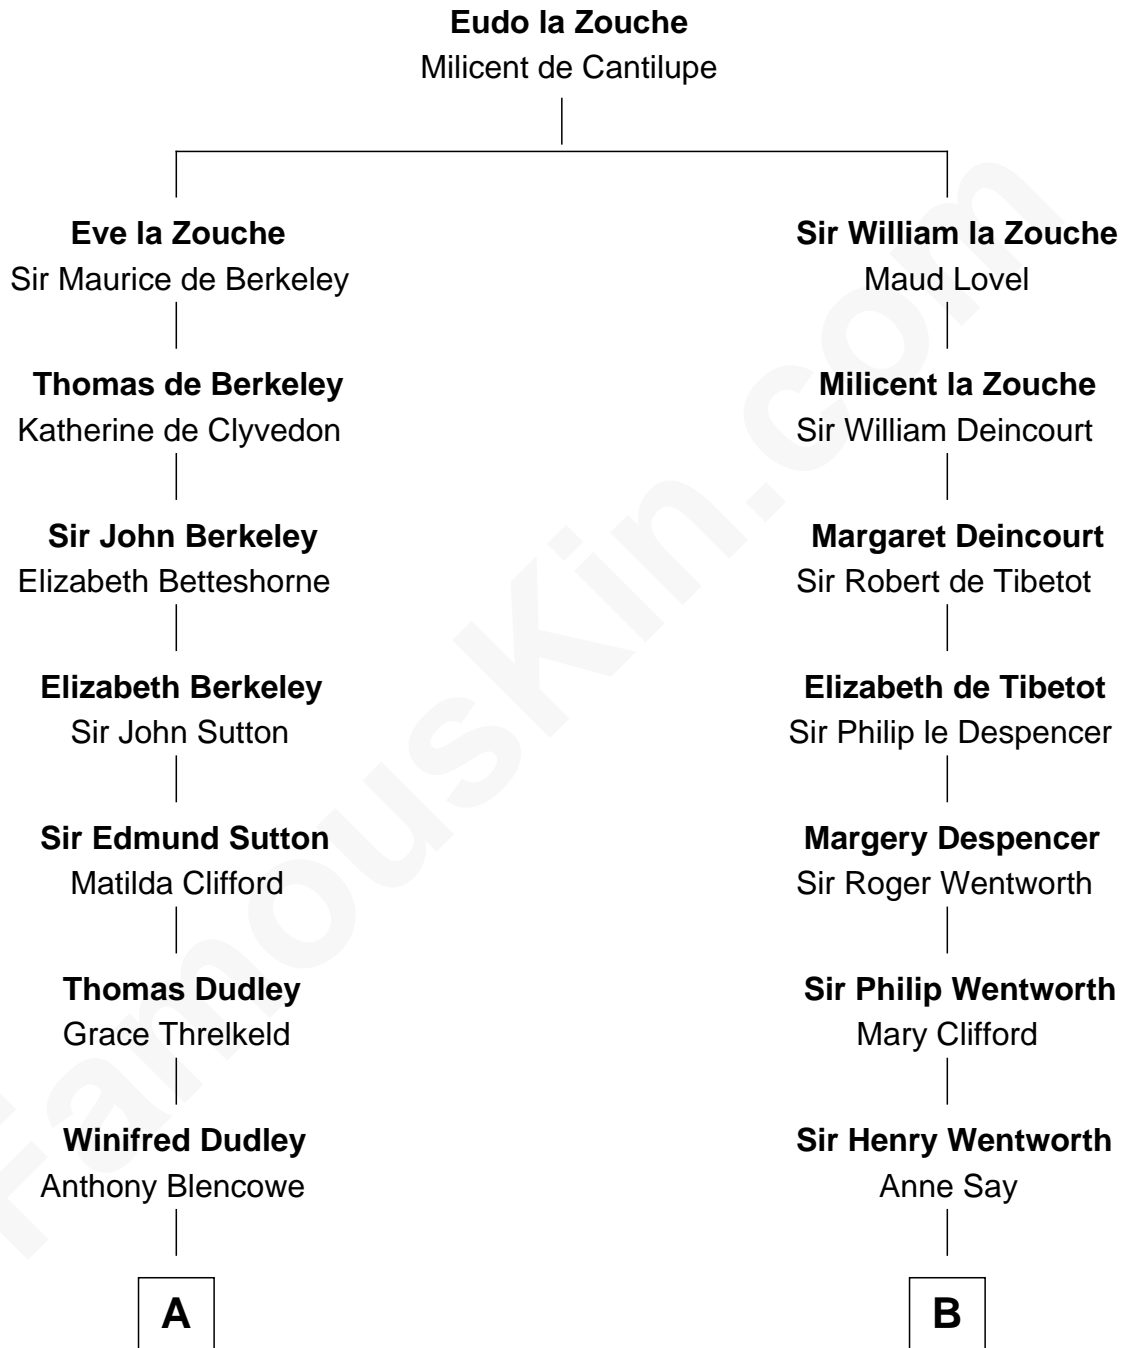 Eudo la Zouche
Milicent de Cantilupe
Eve la Zouche
Sir Maurice de Berkeley
Thomas de Berkeley
Katherine de Clyvedon
Sir John Berkeley
Elizabeth Betteshorne
Elizabeth Berkeley
Sir John Sutton
Sir Edmund Sutton
Matilda Clifford
Thomas Dudley
Grace Threlkeld
Winifred Dudley
Anthony Blencowe
A
Sir William la Zouche
Maud Lovel
Milicent la Zouche
Sir William Deincourt
Margaret Deincourt
Sir Robert de Tibetot
Elizabeth de Tibetot
Sir Philip le Despencer
Margery Despencer
Sir Roger Wentworth
Sir Philip Wentworth
Mary Clifford
Sir Henry Wentworth
Anne Say
B
FamousKin.com